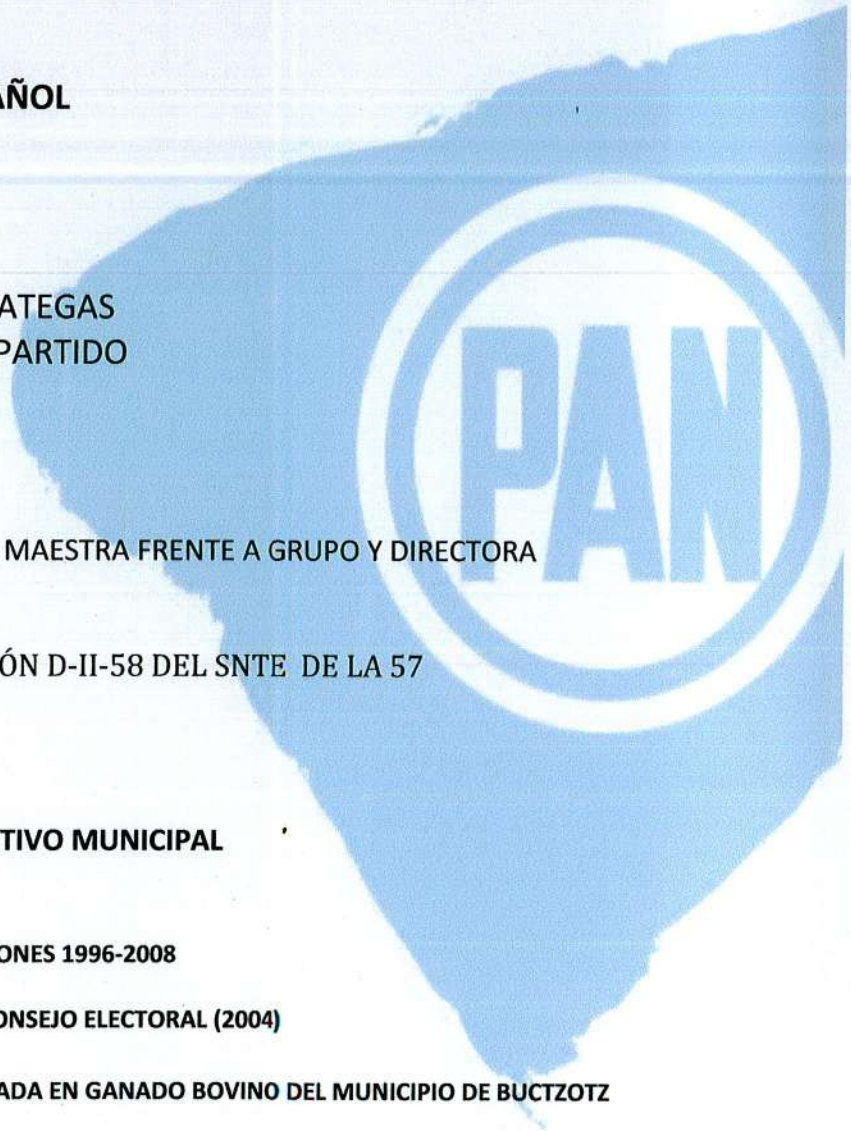 AÑOL
ATEGAS
PARTIDO
PAN
MAESTRA FRENTE A GRUPO Y DIRECTORA
ÓN D-II-58 DEL SNTE DE LA 57
TIVO MUNICIPAL
ONES 1996-2008
ONSEJO ELECTORAL (2004)
ADA EN GANADO BOVINO DEL MUNICIPIO DE BUCTZOTZ